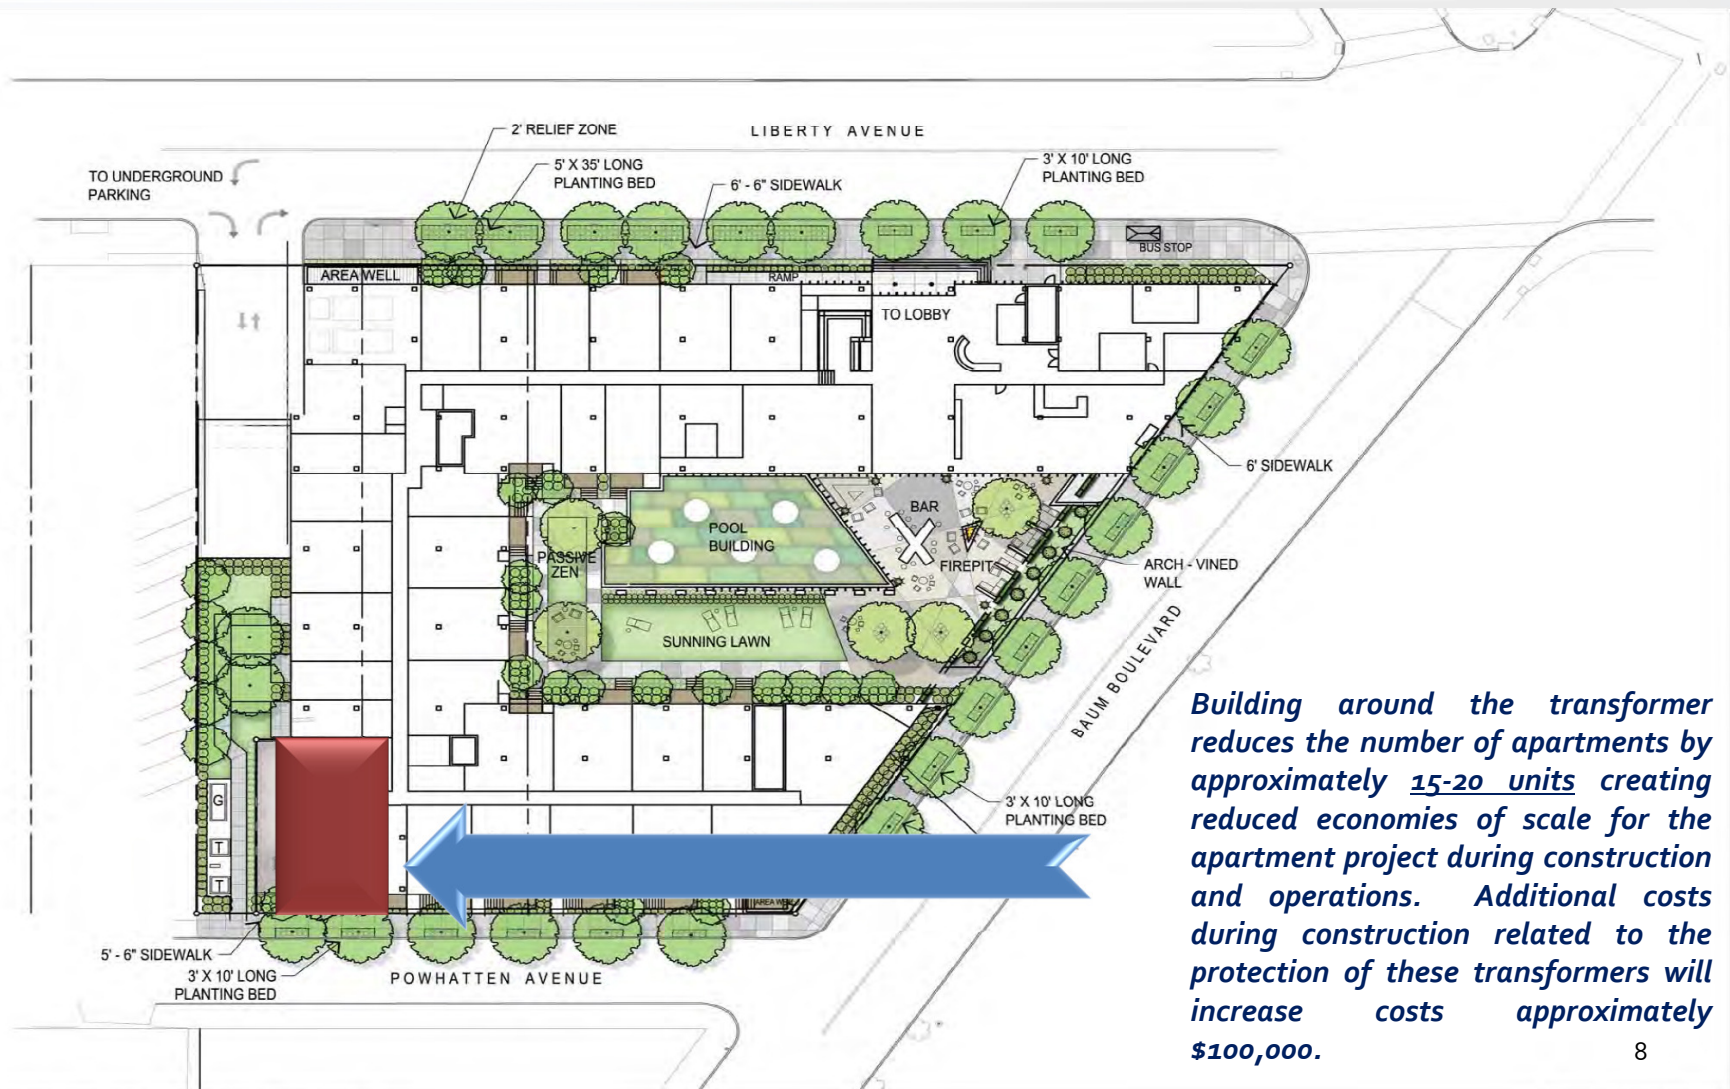 2' RELIEF ZONE
LIBERTY AVENUE
5' X 35' LONG
PLANTING BED
3' X 10' LONG
PLANTING BED
TO UNDERGROUND
PARKING
6' - 6" SIDEWALK
BUS STOP
AREA WELL
RAMP
TO LOBBY
6' SIDEWALK
BAR
POOL
BUILDING
PASSIVE
ZEN
FIREPIT
ARCH - VINED
WALL
SUNNING LAWN
BAUM BOULEVARD
G
T
T
3' X 10' LONG
PLANTING BED
AREA WELL
5' - 6" SIDEWALK
3' X 10' LONG
PLANTING BED
POWHATTEN AVENUE
Building around the transformer
reduces the number of apartments by
approximately 15-20 units creating
reduced economies of scale for the
apartment project during construction
and operations. Additional costs
during construction related to the
protection of these transformers will
increase costs approximately
$100,000.
8